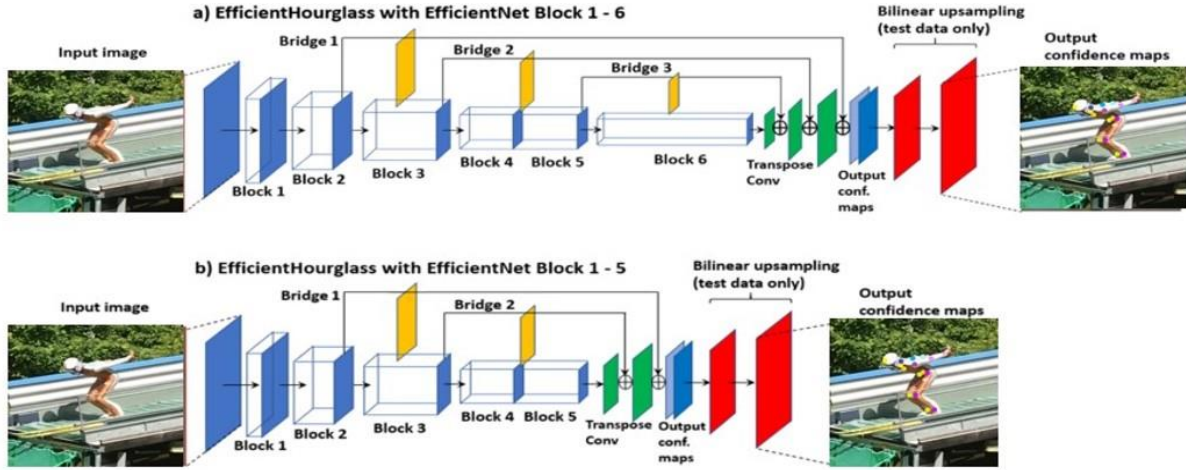 a) EfficientHourglass with EfficientNet Block 1 - 6
Bilinear upsampling
(test data only)
Input image
Bridge 1
Bridge 2
Bridge 3
Output
confidence maps
Block 1
Block 2
Block 3
Block 4
Block 5
Block 6
Transpose
Conv
Output
conf.
maps
b) EfficientHourglass with EfficientNet Block 1 - 5
Bilinear upsampling
(test data only)
Input image
Bridge 1
Bridge 2
Output
confidence maps
Block 1
Block 2
Block 3
Block 4
Block 5
Transpose
Conv
Output
conf.
maps